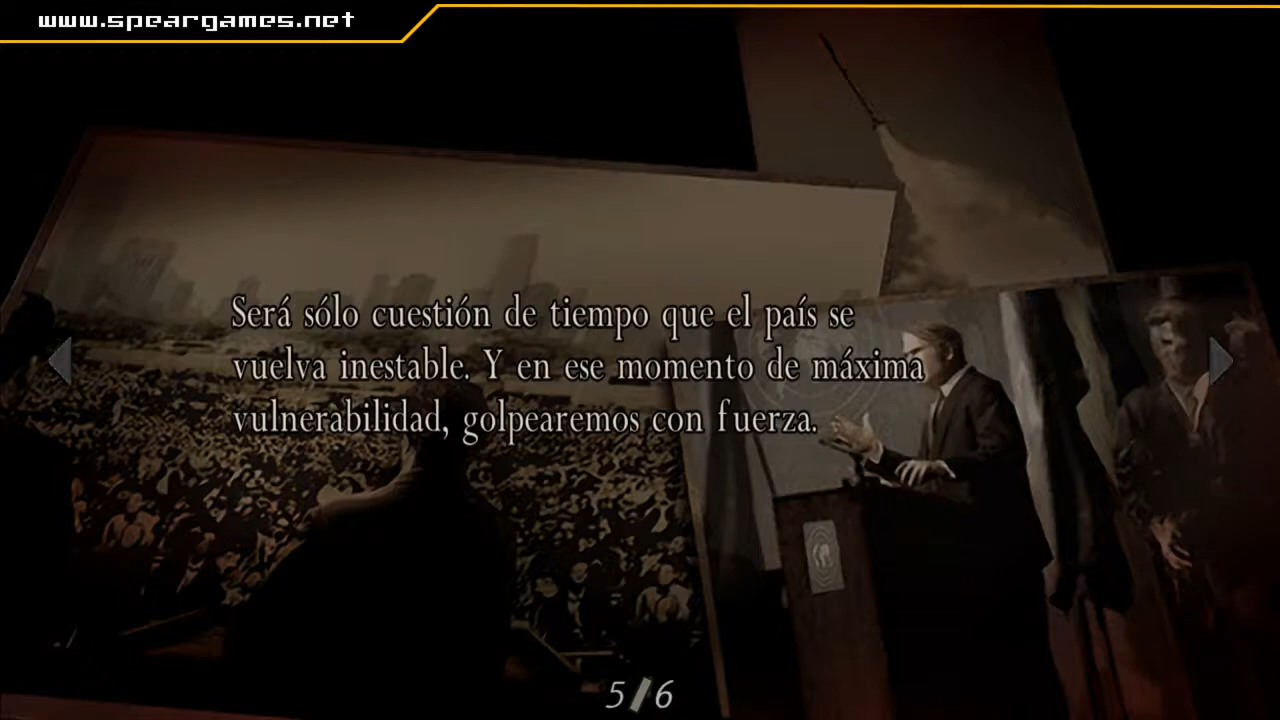 www.speargames.net
Será sólo cuestión de tiempo que el país se
vuelva inestable. Y en ese momento de máxima
vulnerabilidad, golpearemos con fuerza.
5/6